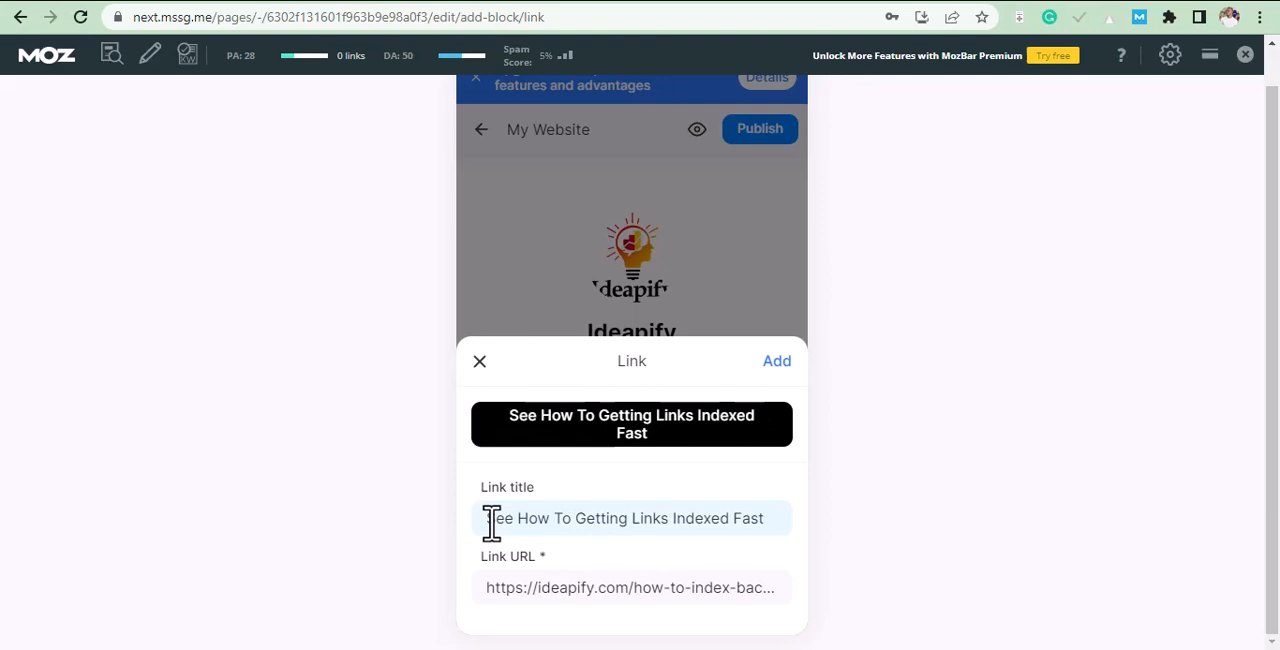 next.mssg.me/pages/-/6302f131601f963b9e98a0f3/edit/add-block/link
MOZ
KW
PA: 28
0 links
DA: 50
Spam
Score:
5%
Unlock More Features with MozBar Premium
Try free
?
Details
features and advantages
My Website
Publish
Ideapify
Ideapify
Link
Add
See How To Getting Links Indexed
Fast
Link title
See How To Getting Links Indexed Fast
Link URL *
https://ideapify.com/how-to-index-bac...